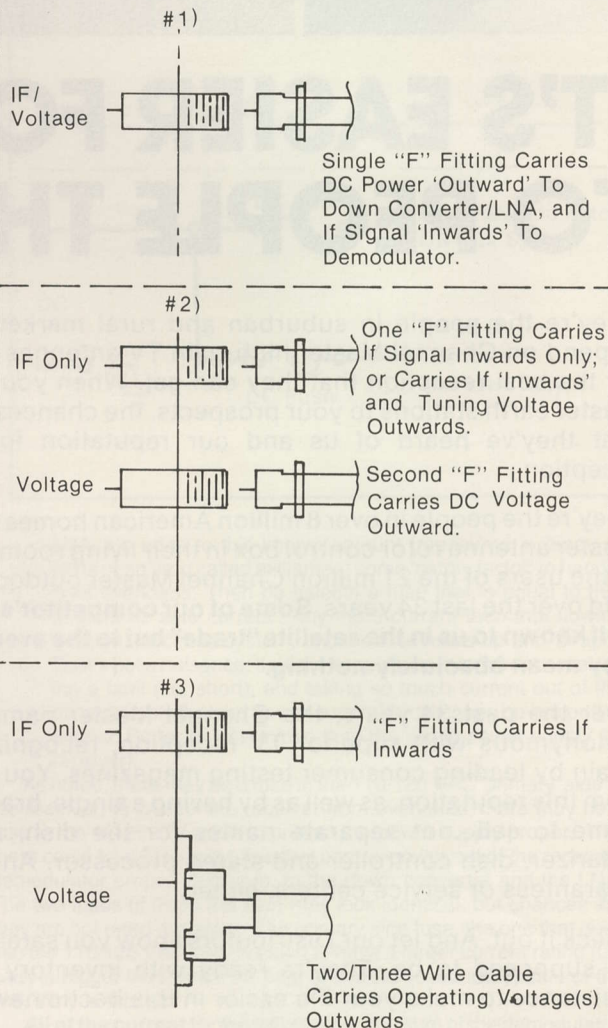 #1)
IF/
Voltage
Single “F” Fitting Carries
DC Power ‘Outward’ To
Down Converter/LNA, and
If Signal ‘Inwards’ To
Demodulator.
#2)
IF Only
One “F” Fitting Carries
If Signal Inwards Only;
or Carries If ‘Inwards’
and Tuning Voltage
Outwards.
Voltage
Second “F” Fitting
Carries DC Voltage
Outward.
#3)
IF Only
“F” Fitting Carries If
Inwards
Voltage
Two/Three Wire Cable
Carries Operating Voltage(s)
Outwards